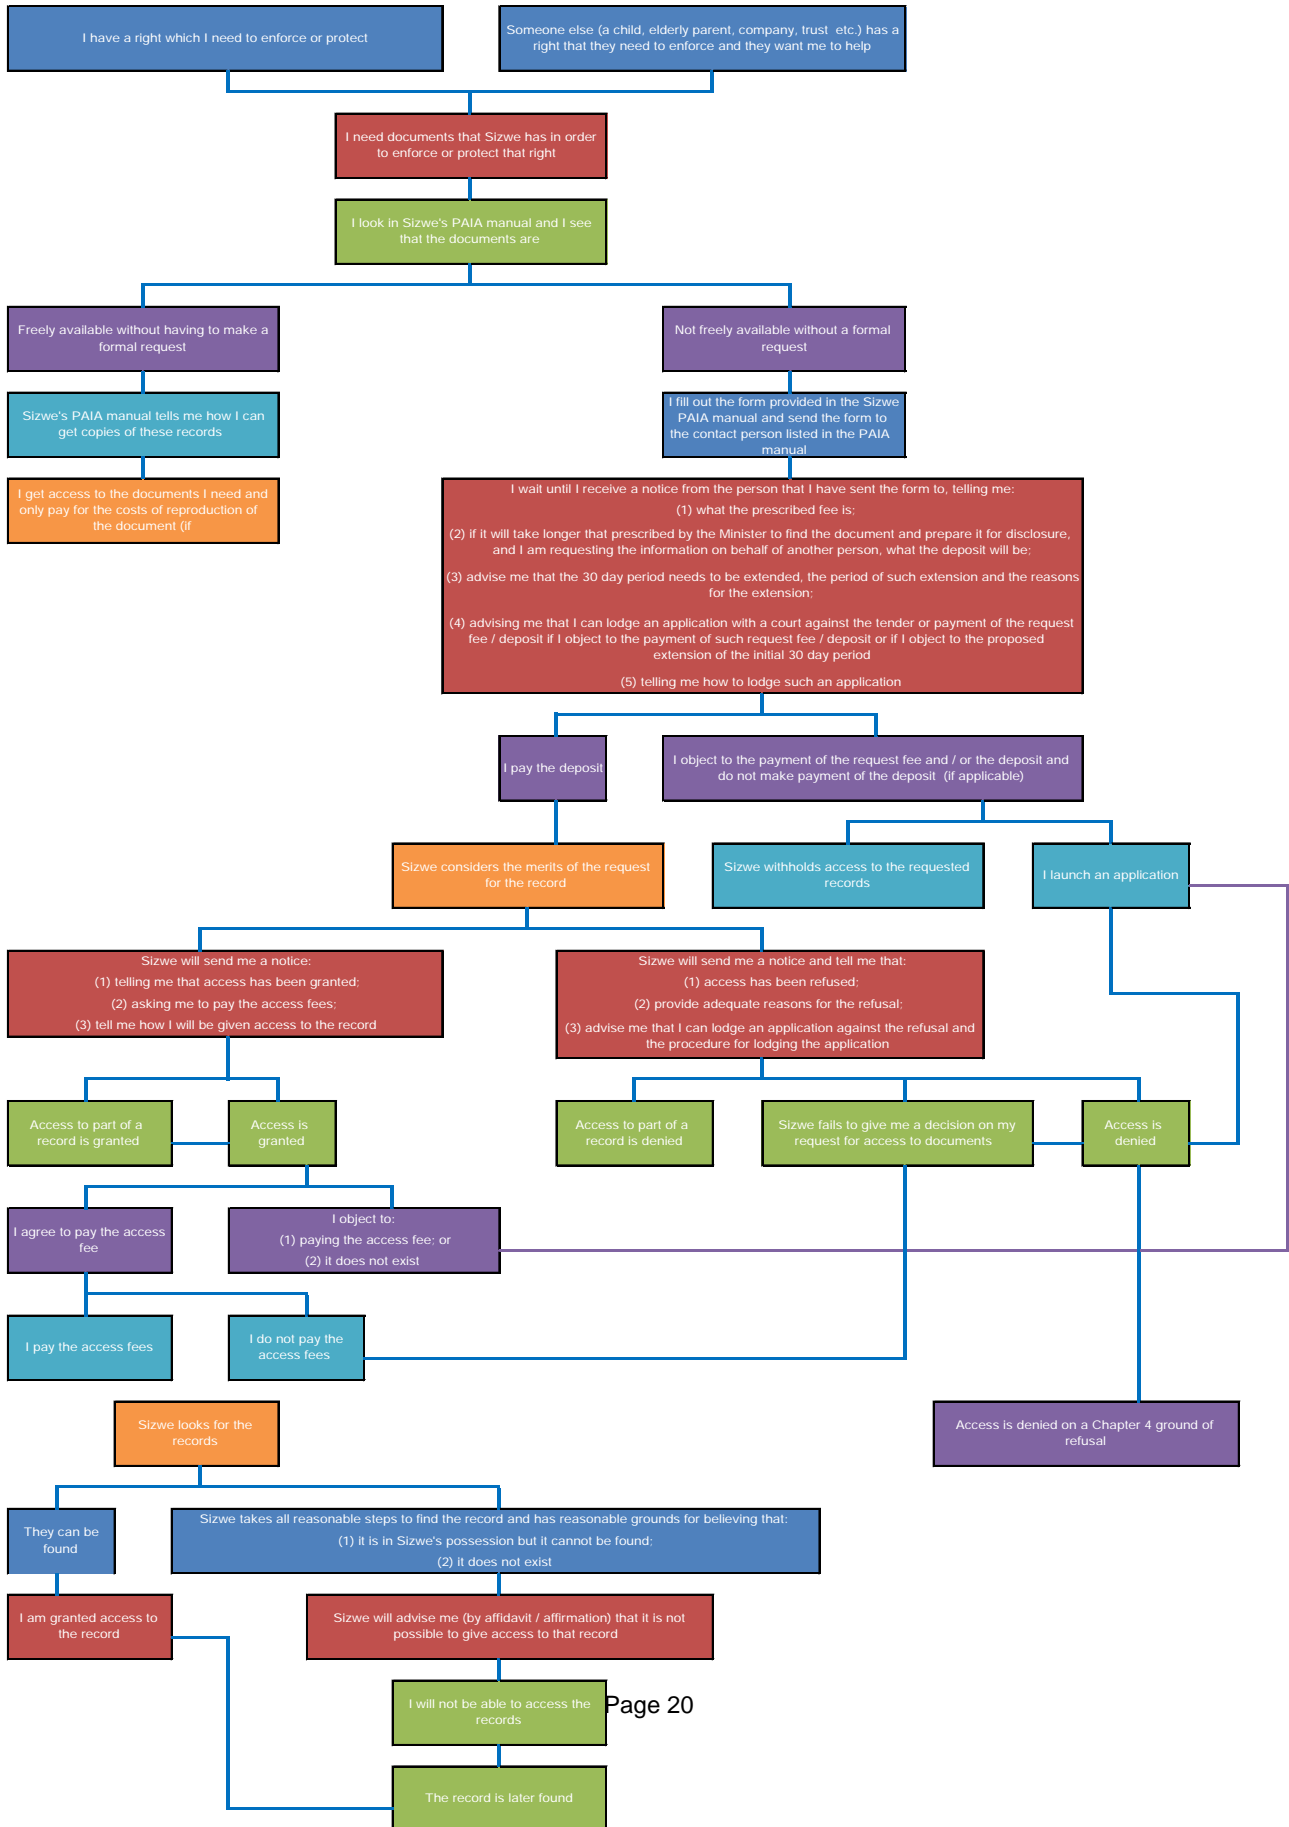 I have a right which I need to enforce or protect
Someone else (a child, elderly parent, company, trust etc.) has a
right that they need to enforce and they want me to help
I need documents that Sizwe has in order
to enforce or protect that right
I look in Sizwe's PAIA manual and I see
that the documents are
Freely available without having to make a
formal request
Not freely available without a formal
request
Sizwe's PAIA manual tells me how I can
get copies of these records
I fill out the form provided in the Sizwe
PAIA manual and send the form to
the contact person listed in the PAIA
manual
I get access to the documents I need and
only pay for the costs of reproduction of
the document (if
I wait until I receive a notice from the person that I have sent the form to, telling me:
(1) what the prescribed fee is;
(2) if it will take longer that prescribed by the Minister to find the document and prepare it for disclosure,
and I am requesting the information on behalf of another person, what the deposit will be;
(3) advise me that the 30 day period needs to be extended, the period of such extension and the reasons
for the extension;
(4) advising me that I can lodge an application with a court against the tender or payment of the request
fee / deposit if I object to the payment of such request fee / deposit or if I object to the proposed
extension of the initial 30 day period
(5) telling me how to lodge such an application
I pay the deposit
I object to the payment of the request fee and / or the deposit and
do not make payment of the deposit (if applicable)
Sizwe considers the merits of the request
for the record
Sizwe withholds access to the requested
records
I launch an application
Sizwe will send me a notice:
(1) telling me that access has been granted;
(2) asking me to pay the access fees;
(3) tell me how I will be given access to the record
Sizwe will send me a notice and tell me that:
(1) access has been refused;
(2) provide adequate reasons for the refusal;
(3) advise me that I can lodge an application against the refusal and
the procedure for lodging the application
Access to part of a
record is granted
Access is
granted
Access to part of a
record is denied
Sizwe fails to give me a decision on my
request for access to documents
Access is
denied
I agree to pay the access
fee
I object to:
(1) paying the access fee; or
(2) it does not exist
I pay the access fees
I do not pay the
access fees
Sizwe looks for the
records
Access is denied on a Chapter 4 ground of
refusal
They can be
found
Sizwe takes all reasonable steps to find the record and has reasonable grounds for believing that:
(1) it is in Sizwe's possession but it cannot be found;
(2) it does not exist
I am granted access to
the record
Sizwe will advise me (by affidavit / affirmation) that it is not
possible to give access to that record
I will not be able to access the
records
Page 20
The record is later found